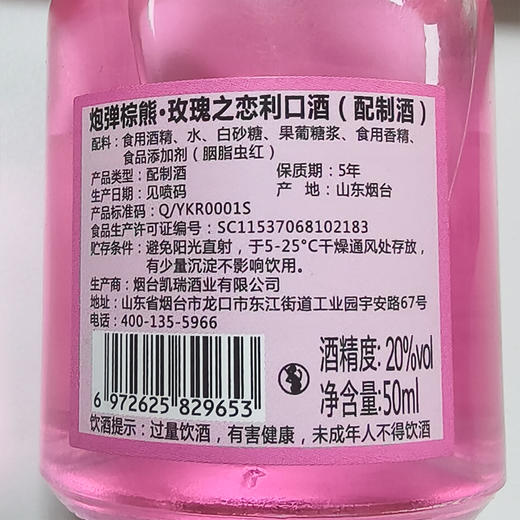 炮弹棕熊·玫瑰之恋利口酒（配制酒）
配料：食用酒精、水、白砂糖、果葡糖浆、食用香精、
食品添加剂（胭脂虫红）
产品类型：配制酒 保质期：5年
生产日期：见喷码 产 地：山东烟台
产品标准码：Q/YKR0001S
食品生产许可证编号：SC11537068102183
贮存条件：避免阳光直射，于5-25°C干燥通风处存放，
有少量沉淀不影响饮用。
生产商：烟台凯瑞酒业有限公司
地址：山东省烟台市龙口市东江街道工业园宇安路67号
电话：400-135-5966
酒精度：20%vol
净含量:50ml
6 972625 829653
饮酒提示：过量饮酒，有害健康，未成年人不得饮酒